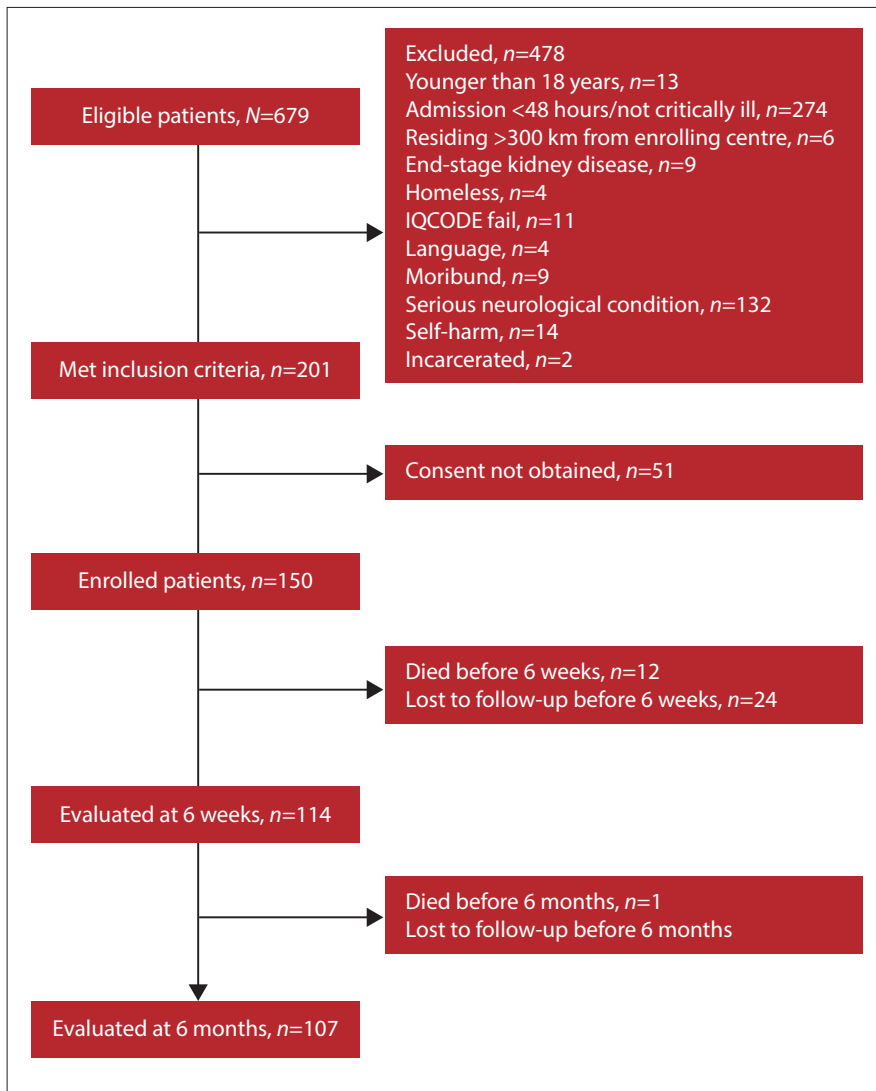 Eligible patients, N=679
Excluded, n=478
Younger than 18 years, n=13
Admission <48 hours/not critically ill, n=274
Residing >300 km from enrolling centre, n=6
End-stage kidney disease, n=9
Homeless, n=4
IQCODE fail, n=11
Language, n=4
Moribund, n=9
Serious neurological condition, n=132
Self-harm, n=14
Incarcerated, n=2
Met inclusion criteria, n=201
Consent not obtained, n=51
Enrolled patients, n=150
Died before 6 weeks, n=12
Lost to follow-up before 6 weeks, n=24
Evaluated at 6 weeks, n=114
Died before 6 months, n=1
Lost to follow-up before 6 months
Evaluated at 6 months, n=107